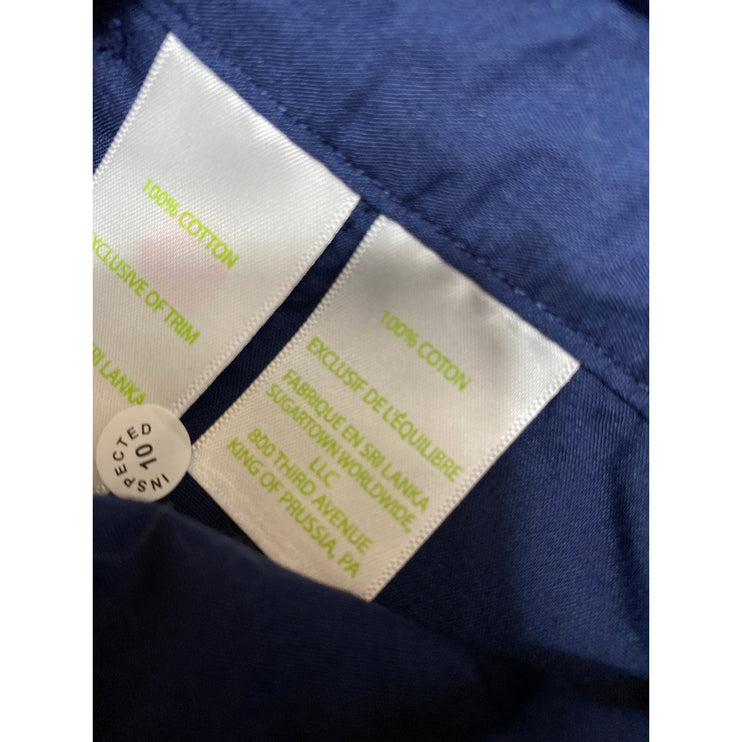 100% COTTON
EXCLUSIVE OF TRIM
SRI LANKA
INSPECTED
10
100% COTON
EXCLUSIF DE L'ÉQUILIBRE
FABRIQUE EN SRI LANKA
SUGARTOWN WORLDWIDE,
LLC
800 THIRD AVENUE
KING OF PRUSSIA, PA